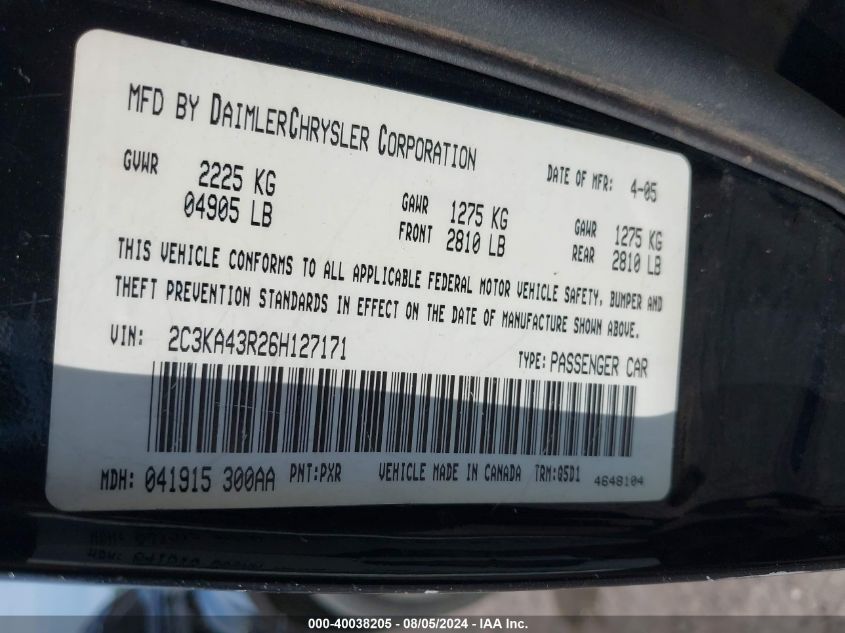 MFD BY DAIMLERCHRYSLER CORPORATION
DATE OF MFR: 4-05
GVWR 2225 KG 04905 LB
GAWR FRONT 1275 KG 2810 LB
GAWR REAR 1275 KG 2810 LB
THIS VEHICLE CONFORMS TO ALL APPLICABLE FEDERAL MOTOR VEHICLE SAFETY, BUMPER AND
THEFT PREVENTION STANDARDS IN EFFECT ON THE DATE OF MANUFACTURE SHOWN ABOVE.
VIN: 2C3KA43R26H127171
TYPE: PASSENGER CAR
MDH: 041915 300AA PNT:PXR VEHICLE MADE IN CANADA TRM:Q5D1 4648104
000-40038205 - 08/05/2024 - IAA Inc.